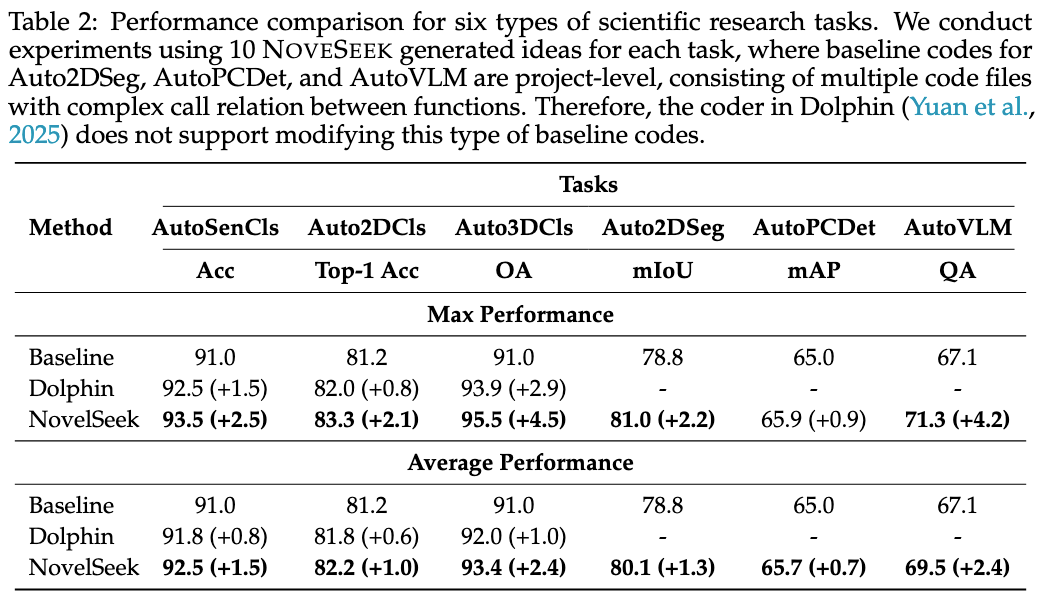 Table 2: Performance comparison for six types of scientific research tasks. We conduct
experiments using 10 NOVESEEK generated ideas for each task, where baseline codes for
Auto2DSeg, AutoPCDet, and AutoVLM are project-level, consisting of multiple code files
with complex call relation between functions. Therefore, the coder in Dolphin (Yuan et al.,
2025) does not support modifying this type of baseline codes.
Tasks
Method AutoSenCls Auto2DCls Auto3DCls Auto2DSeg AutoPCDet AutoVLM
Acc Top-1 Acc OA mIoU mAP QA
Max Performance
Baseline 91.0 81.2 91.0 78.8 65.0 67.1
Dolphin 92.5 (+1.5) 82.0 (+0.8) 93.9 (+2.9) - - -
NovelSeek 93.5 (+2.5) 83.3 (+2.1) 95.5 (+4.5) 81.0 (+2.2) 65.9 (+0.9) 71.3 (+4.2)
Average Performance
Baseline 91.0 81.2 91.0 78.8 65.0 67.1
Dolphin 91.8 (+0.8) 81.8 (+0.6) 92.0 (+1.0) - - -
NovelSeek 92.5 (+1.5) 82.2 (+1.0) 93.4 (+2.4) 80.1 (+1.3) 65.7 (+0.7) 69.5 (+2.4)